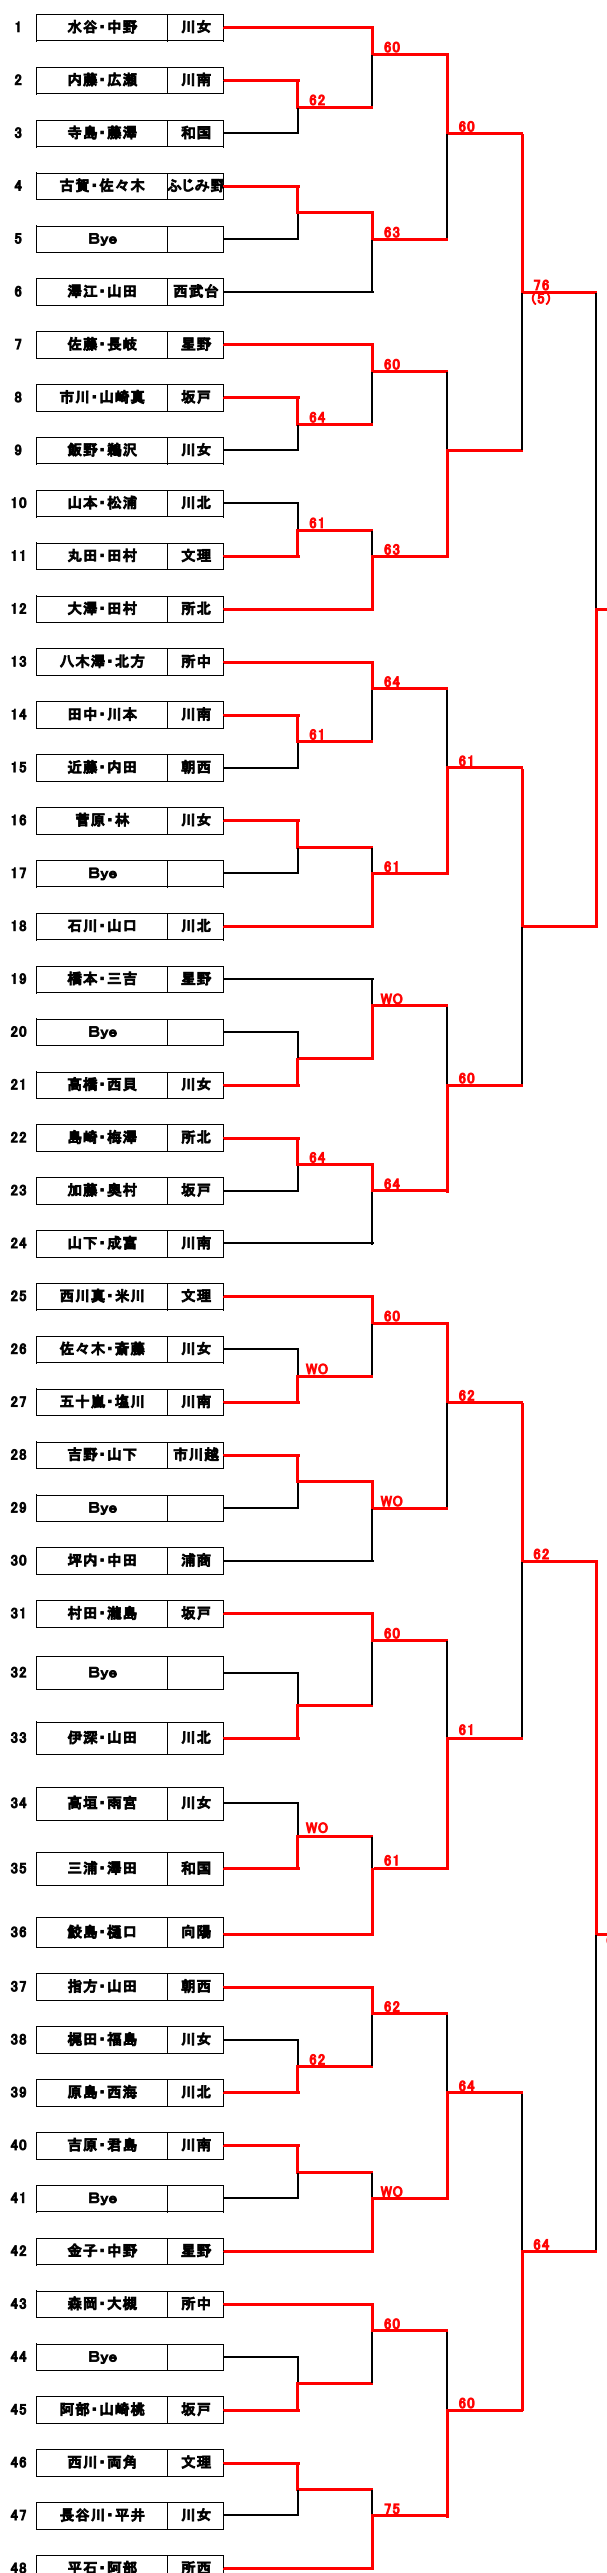 1 水谷・中野 川女
60
2 内藤・広瀬 川南
62
3 寺島・藤澤 和国
60
4 古賀・佐々木 ふじみ野
5 Bye
63
6 澤江・山田 西武台
76
(5)
7 佐藤・長岐 星野
60
8 市川・山崎真 坂戸
64
9 飯野・鵜沢 川女
10 山本・松浦 川北
61
11 丸田・田村 文理
63
12 大澤・田村 所北
13 八木澤・北方 所中
64
14 田中・川本 川南
61
15 近藤・内田 朝西
61
16 菅原・林 川女
17 Bye
61
18 石川・山口 川北
19 橋本・三吉 星野
WO
20 Bye
21 高橋・西貝 川女
60
22 島崎・梅澤 所北
64
23 加藤・奥村 坂戸
64
24 山下・成富 川南
25 西川真・米川 文理
60
26 佐々木・斎藤 川女
WO
27 五十嵐・塩川 川南
62
28 吉野・山下 市川越
29 Bye
WO
30 坪内・中田 浦商
62
31 村田・瀧島 坂戸
60
32 Bye
33 伊深・山田 川北
61
34 高垣・雨宮 川女
WO
35 三浦・澤田 和国
61
36 鮫島・樋口 向陽
37 指方・山田 朝西
62
38 梶田・福島 川女
62
39 原島・西海 川北
64
40 吉原・君島 川南
41 Bye
WO
42 金子・中野 星野
64
43 森岡・大槻 所中
60
44 Bye
45 阿部・山崎桃 坂戸
60
46 西川・両角 文理
47 長谷川・平井 川女
75
48 平石・阿部 所西